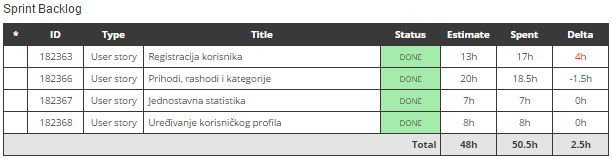 Sprint Backlog
* ID Type Title Status Estimate Spent Delta
182363 User story Registracija korisnika DONE 13h 17h 4h
182366 User story Prihodi, rashodi i kategorije DONE 20h 18.5h -1.5h
182367 User story Jednostavna statistika DONE 7h 7h 0h
182368 User story Uređivanje korisničkog profila DONE 8h 8h 0h
Total 48h 50.5h 2.5h